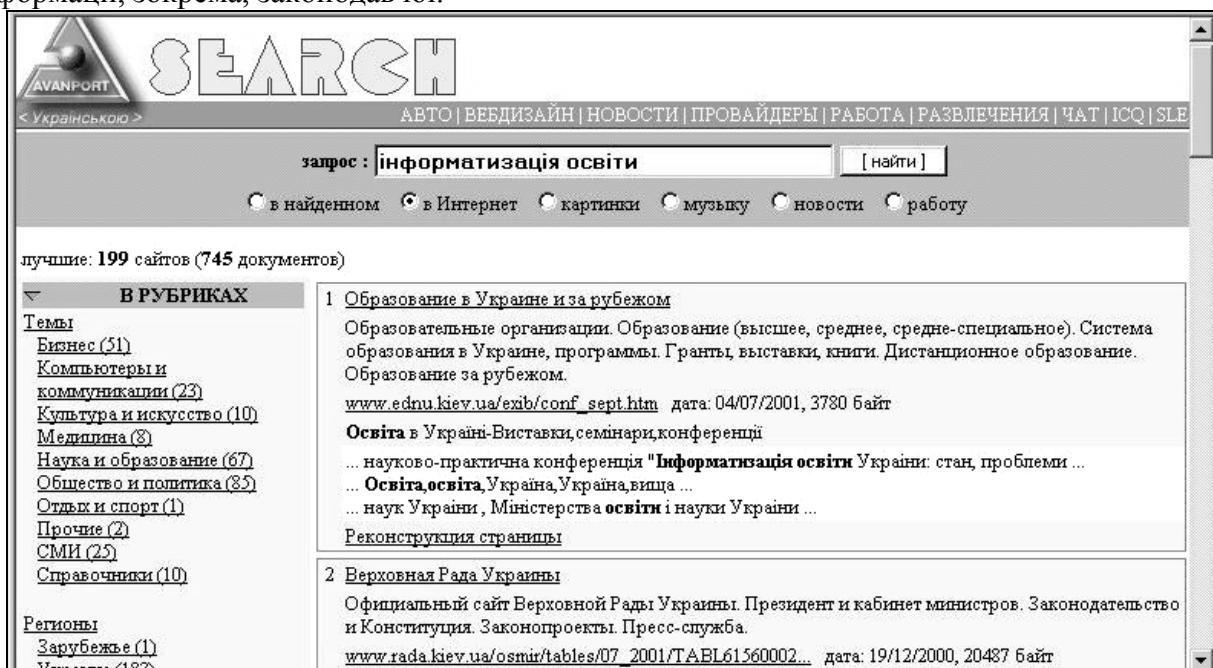 формації, зокрема, законодавчої.
AVANPORT
SEARCH
< Українською >
АВТО | ВЕБДИЗАЙН | НОВОСТИ | ПРОВАЙДЕРЫ | РАБОТА | РАЗВЛЕЧЕНИЯ | ЧАТ | ICQ | SLE
запрос : інформатизація освіти [ найти ]
в найденном в Интернет картинки музыку новости работу
лучшие: 199 сайтов (745 документов)
В РУБРИКАХ
Темы
Бизнес (51)
Компьютеры и
коммуникации (23)
Культура и искусство (10)
Медицина (8)
Наука и образование (67)
Общество и политика (85)
Отдых и спорт (1)
Прочие (2)
СМИ (25)
Справочники (10)
Регионы
Зарубежье (1)
1 Образование в Украине и за рубежом
Образовательные организации. Образование (высшее, среднее, средне-специальное). Система
образования в Украине, программы. Гранты, выставки, книги. Дистанционное образование.
Образование за рубежом.
www.ednu.kiev.ua/exib/conf_sept.htm дата: 04/07/2001, 3780 байт
Освіта в Україні-Виставки,семінари,конференції
... науково-практична конференція "Інформатизація освіти України: стан, проблеми ...
... Освіта,освіта,Україна,Україна,вища ...
... наук України , Міністерства освіти і науки України ...
Реконструкция страницы
2 Верховная Рада Украины
Официальный сайт Верховной Рады Украины. Президент и кабинет министров. Законодательство
и Конституция. Законопроекты. Пресс-служба.
www.rada.kiev.ua/osmir/tables/07_2001/TABL61560002... дата: 19/12/2000, 20487 байт